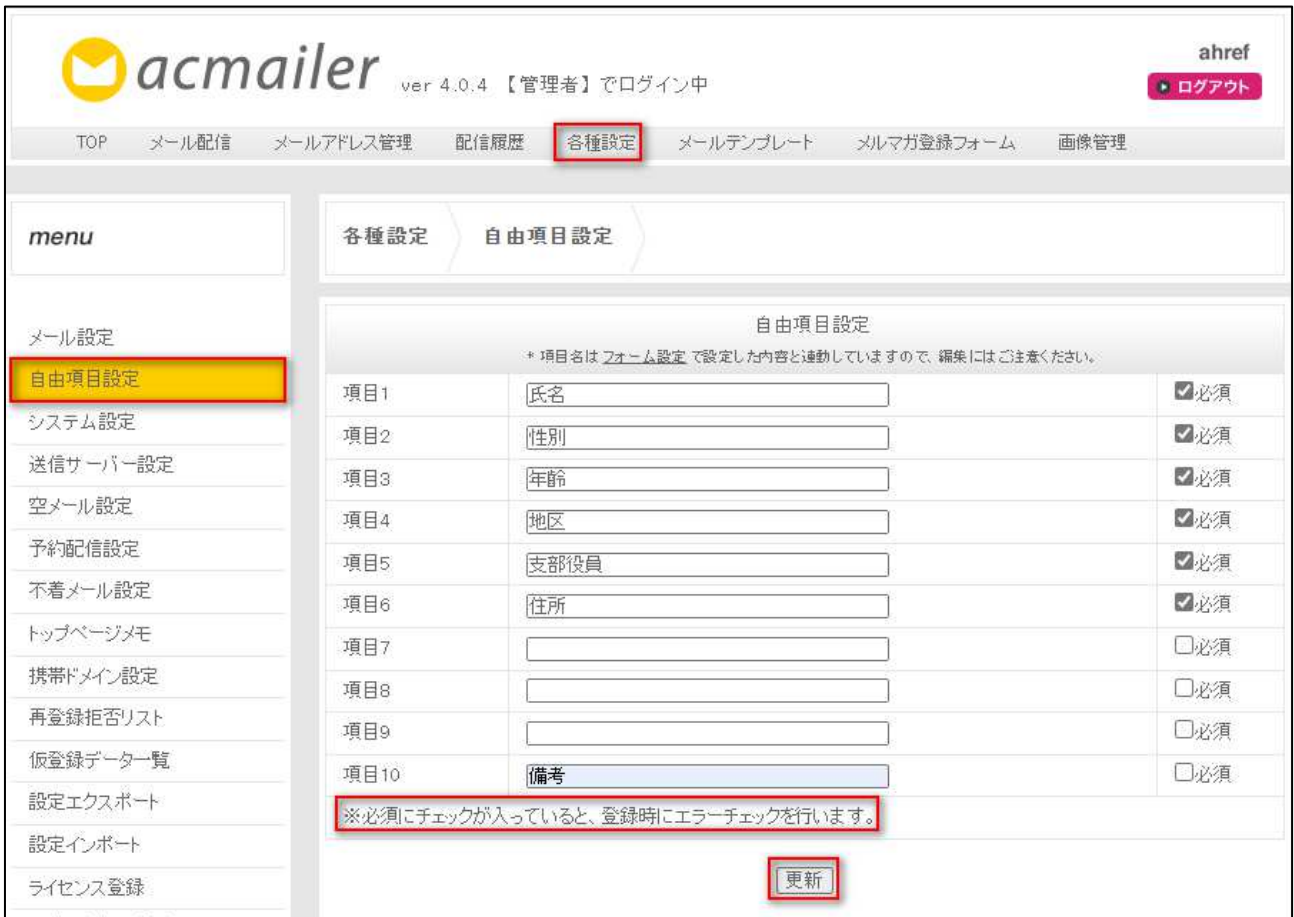 acmailer ver 4.0.4 【管理者】でログイン中
ahref
ログアウト
TOP メール配信 メールアドレス管理 配信履歴 各種設定 メールテンプレート メルマガ登録フォーム 画像管理
menu
メール設定
自由項目設定
システム設定
送信サーバー設定
空メール設定
予約配信設定
不着メール設定
トップページメモ
携帯ドメイン設定
再登録拒否リスト
仮登録データ一覧
設定エクスポート
設定インポート
ライセンス登録
各種設定 自由項目設定
自由項目設定
* 項目名は フォーム設定 で設定した内容と連動していますので、編集にはご注意ください。
項目1 氏名 必須
項目2 性別 必須
項目3 年齢 必須
項目4 地区 必須
項目5 支部役員 必須
項目6 住所 必須
項目7 必須
項目8 必須
項目9 必須
項目10 備考 必須
※必須にチェックが入っていると、登録時にエラーチェックを行います。
更新